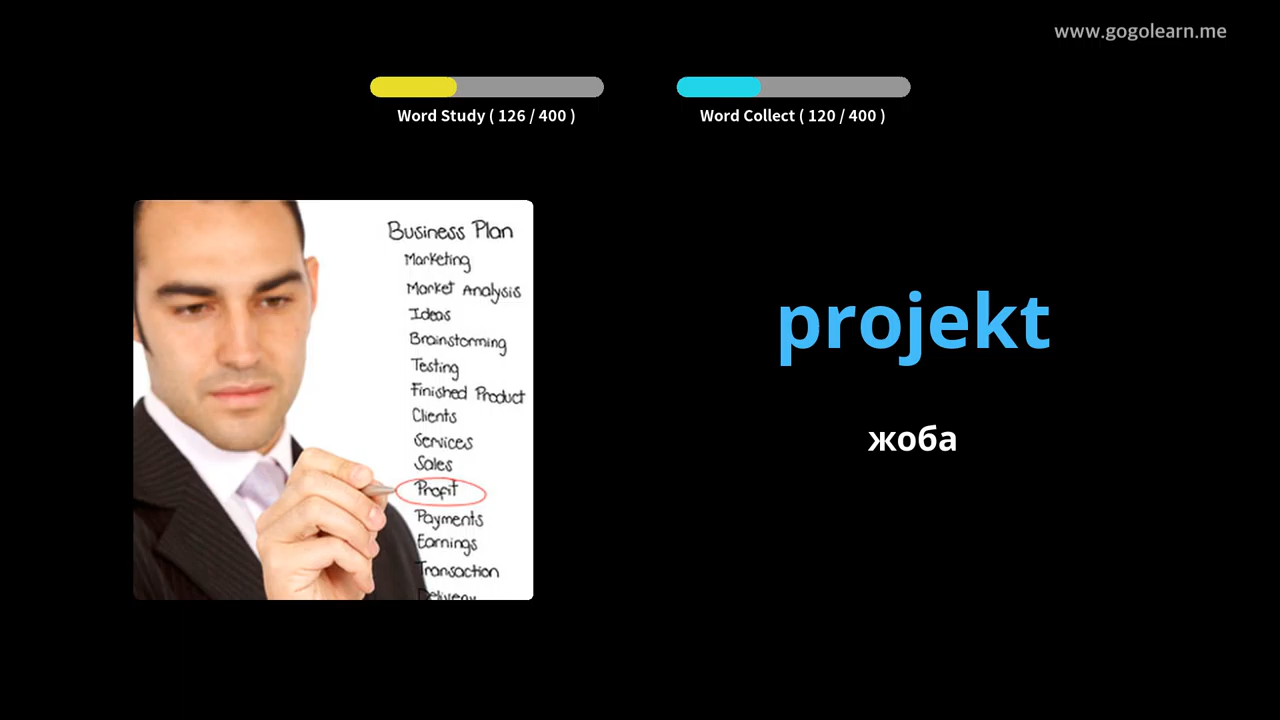 www.gogolearn.me
Word Study ( 126 / 400 )
Word Collect ( 120 / 400 )
Business Plan
Marketing
Market Analysis
Ideas
Brainstorming
Testing
Finished Product
Clients
Services
Sales
Profit
Payments
Earnings
Transaction
Delivery
projekt
жоба